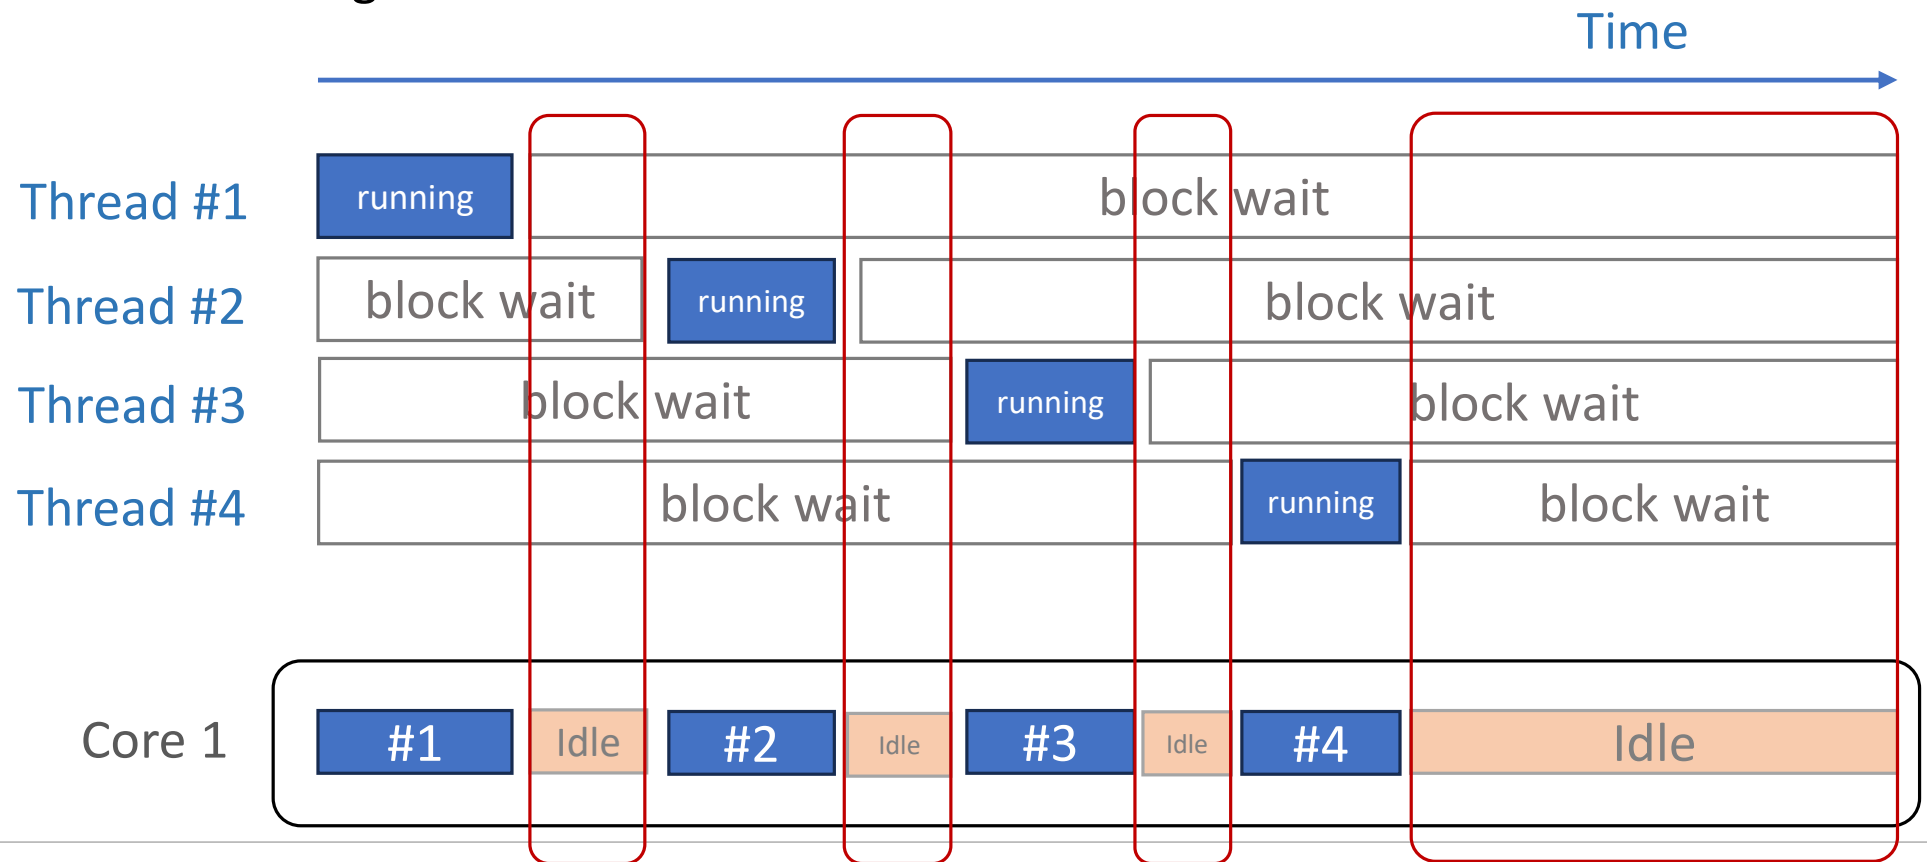 Time
Thread #1 running block wait
Thread #2 block wait running block wait
Thread #3 block wait running block wait
Thread #4 block wait running block wait
Core 1 #1 Idle #2 Idle #3 Idle #4 Idle